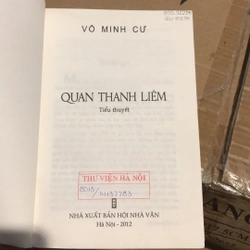 VÕ MINH CƯ
QUAN THANH LIÊM
Tiểu thuyết
THƯ VIỆN HÀ NỘI
NHÀ XUẤT BẢN HỘI NHÀ VĂN
Hà Nội - 2012